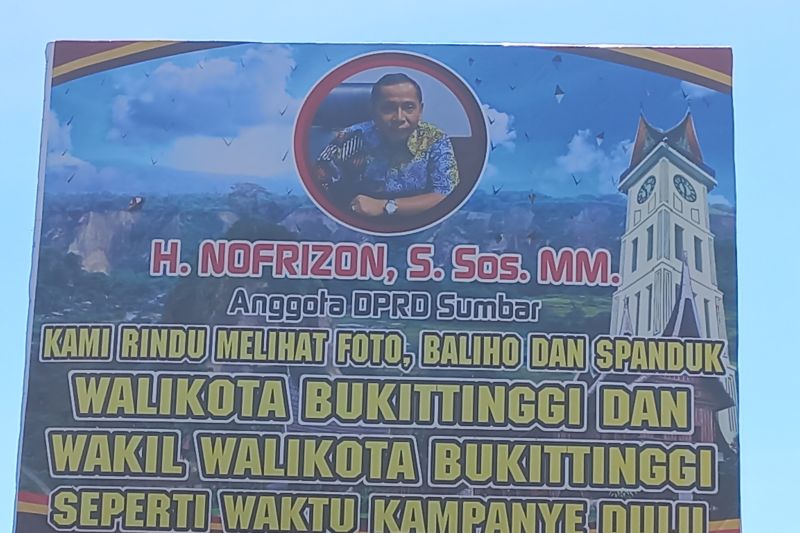 H. NOFRIZON, S. Sos. MM.
Anggota DPRD Sumbar
KAMI RINDU MELIHAT FOTO, BALIHO DAN SPANDUK
WALIKOTA BUKITTINGGI DAN
WAKIL WALIKOTA BUKITTINGGI
SEPERTI WAKTU KAMPANYE DULU